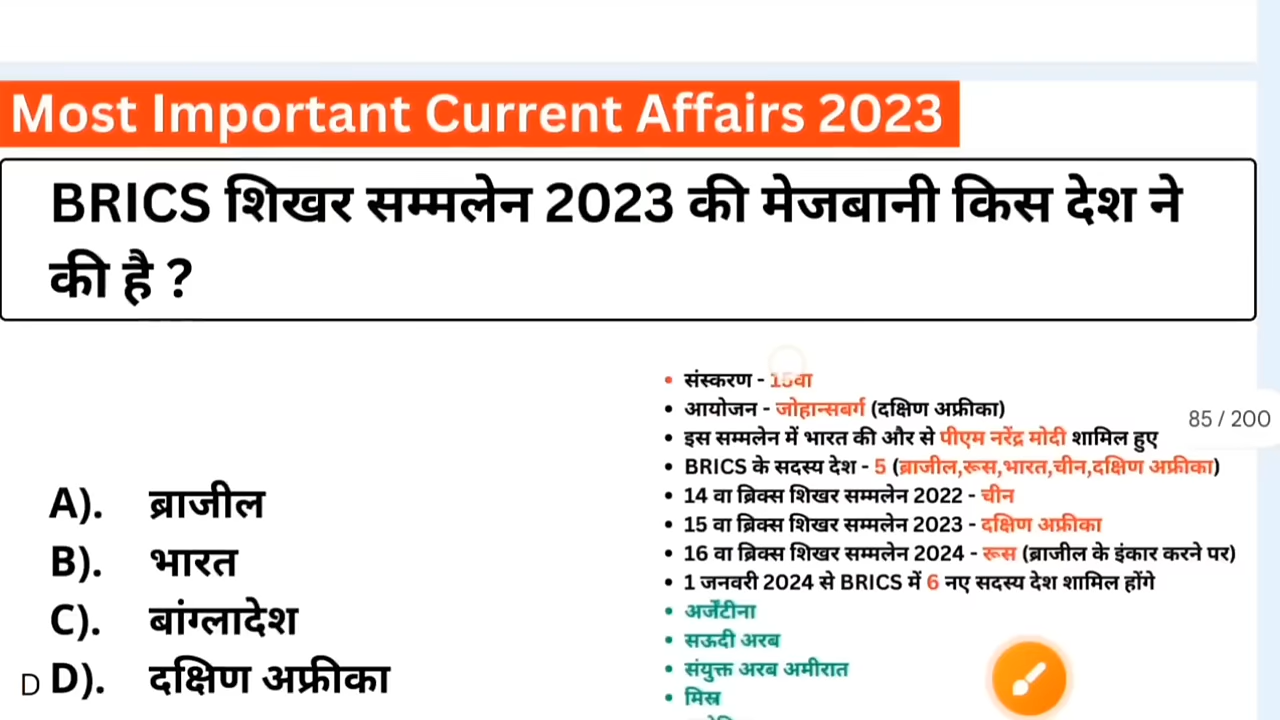 Most Important Current Affairs 2023
BRICS शिखर सम्मलेन 2023 की मेजबानी किस देश ने
की है ?
A). ब्राजील
B). भारत
C). बांग्लादेश
D D). दक्षिण अफ्रीका
• संस्करण - 15वा
• आयोजन - जोहान्सबर्ग (दक्षिण अफ्रीका)
• इस सम्मलेन में भारत की और से पीएम नरेंद्र मोदी शामिल हुए
• BRICS के सदस्य देश - 5 (ब्राजील,रूस,भारत,चीन,दक्षिण अफ्रीका)
• 14 वा ब्रिक्स शिखर सम्मलेन 2022 - चीन
• 15 वा ब्रिक्स शिखर सम्मलेन 2023 - दक्षिण अफ्रीका
• 16 वा ब्रिक्स शिखर सम्मलेन 2024 - रूस (ब्राजील के इंकार करने पर)
• 1 जनवरी 2024 से BRICS में 6 नए सदस्य देश शामिल होंगे
• अर्जेंटीना
• सऊदी अरब
• संयुक्त अरब अमीरात
• मिस्र
85 / 200